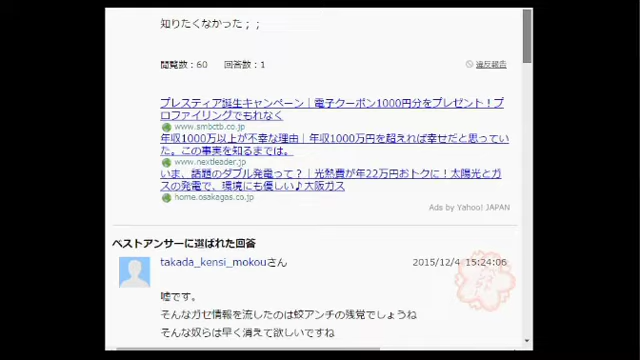 知りたくなかった；；
閲覧数：60 回答数：1
違反報告
プレスティア誕生キャンペーン｜電子クーポン1000円分をプレゼント！プ
ロファイリングでもれなく
www.smbctb.co.jp
年収1000万以上が不幸な理由｜年収1000万円を超えれば幸せだと思ってい
た。この事実を知るまでは。
www.nextleader.jp
いま、話題のダブル発電って？｜光熱費が年22万円おトクに！太陽光とガ
スの発電で、環境にも優しい♪大阪ガス
home.osakagas.co.jp
Ads by Yahoo! JAPAN
ベストアンサーに選ばれた回答
takada_kensi_mokouさん
2015/12/4 15:24:06
嘘です。
そんなガセ情報を流したのは蛟アンチの残党でしょうね
そんな奴らは早く消えて欲しいですね